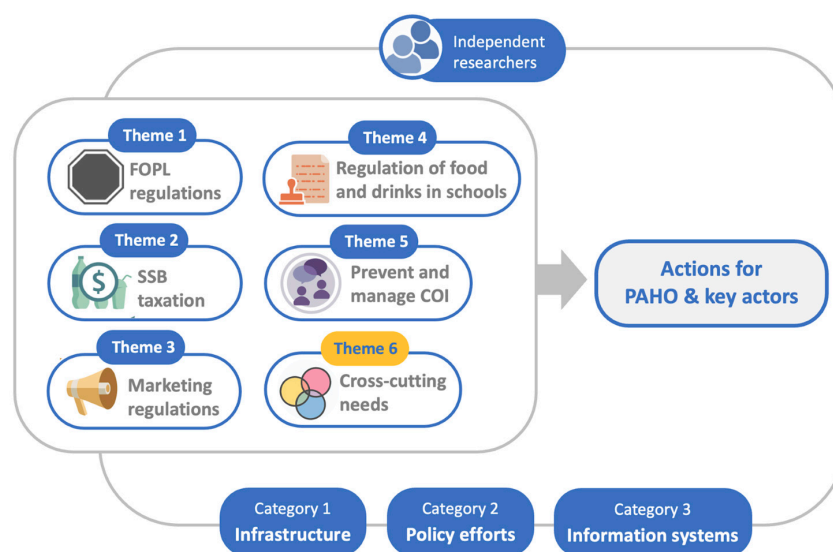 Independent
researchers
Theme 1
FOPL
regulations
Theme 4
Regulation of food
and drinks in schools
Theme 2
$
SSB
taxation
Theme 5
Prevent and
manage COI
Theme 3
Marketing
regulations
Theme 6
Cross-cutting
needs
Actions for
PAHO & key actors
Category 1
Infrastructure
Category 2
Policy efforts
Category 3
Information systems